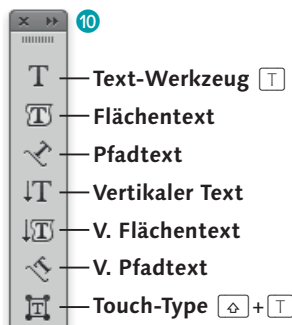 10
Text-Werkzeug T
Flächentext
Pfadtext
Vertikaler Text
V. Flächentext
V. Pfadtext
Touch-Type ⇧+T